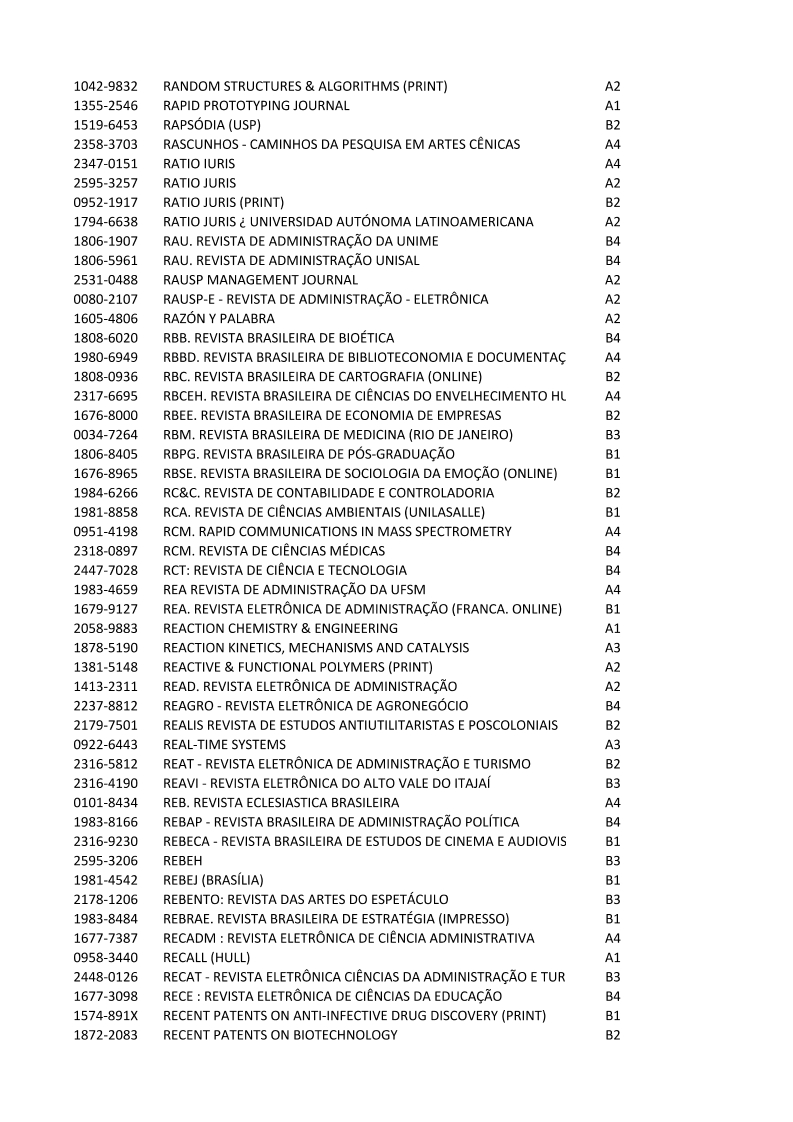 1042-9832 RANDOM STRUCTURES & ALGORITHMS (PRINT) A2
1355-2546 RAPID PROTOTYPING JOURNAL A1
1519-6453 RAPSÓDIA (USP) B2
2358-3703 RASCUNHOS - CAMINHOS DA PESQUISA EM ARTES CÊNICAS A4
2347-0151 RATIO IURIS A4
2595-3257 RATIO JURIS A2
0952-1917 RATIO JURIS (PRINT) B2
1794-6638 RATIO JURIS ¿ UNIVERSIDAD AUTÓNOMA LATINOAMERICANA A2
1806-1907 RAU. REVISTA DE ADMINISTRAÇÃO DA UNIME B4
1806-5961 RAU. REVISTA DE ADMINISTRAÇÃO UNISAL B4
2531-0488 RAUSP MANAGEMENT JOURNAL A2
0080-2107 RAUSP-E - REVISTA DE ADMINISTRAÇÃO - ELETRÔNICA A2
1605-4806 RAZÓN Y PALABRA A2
1808-6020 RBB. REVISTA BRASILEIRA DE BIOÉTICA B4
1980-6949 RBBD. REVISTA BRASILEIRA DE BIBLIOTECONOMIA E DOCUMENTAÇ A4
1808-0936 RBC. REVISTA BRASILEIRA DE CARTOGRAFIA (ONLINE) B2
2317-6695 RBCEH. REVISTA BRASILEIRA DE CIÊNCIAS DO ENVELHECIMENTO HU A4
1676-8000 RBEE. REVISTA BRASILEIRA DE ECONOMIA DE EMPRESAS B2
0034-7264 RBM. REVISTA BRASILEIRA DE MEDICINA (RIO DE JANEIRO) B3
1806-8405 RBPG. REVISTA BRASILEIRA DE PÓS-GRADUAÇÃO B1
1676-8965 RBSE. REVISTA BRASILEIRA DE SOCIOLOGIA DA EMOÇÃO (ONLINE) B1
1984-6266 RC&C. REVISTA DE CONTABILIDADE E CONTROLADORIA B2
1981-8858 RCA. REVISTA DE CIÊNCIAS AMBIENTAIS (UNILASALLE) B1
0951-4198 RCM. RAPID COMMUNICATIONS IN MASS SPECTROMETRY A4
2318-0897 RCM. REVISTA DE CIÊNCIAS MÉDICAS B4
2447-7028 RCT: REVISTA DE CIÊNCIA E TECNOLOGIA B4
1983-4659 REA REVISTA DE ADMINISTRAÇÃO DA UFSM A4
1679-9127 REA. REVISTA ELETRÔNICA DE ADMINISTRAÇÃO (FRANCA. ONLINE) B1
2058-9883 REACTION CHEMISTRY & ENGINEERING A1
1878-5190 REACTION KINETICS, MECHANISMS AND CATALYSIS A3
1381-5148 REACTIVE & FUNCTIONAL POLYMERS (PRINT) A2
1413-2311 READ. REVISTA ELETRÔNICA DE ADMINISTRAÇÃO A2
2237-8812 REAGRO - REVISTA ELETRÔNICA DE AGRONEGÓCIO B4
2179-7501 REALIS REVISTA DE ESTUDOS ANTIUTILITARISTAS E POSCOLONIAIS B2
0922-6443 REAL-TIME SYSTEMS A3
2316-5812 REAT - REVISTA ELETRÔNICA DE ADMINISTRAÇÃO E TURISMO B2
2316-4190 REAVI - REVISTA ELETRÔNICA DO ALTO VALE DO ITAJAÍ B3
0101-8434 REB. REVISTA ECLESIASTICA BRASILEIRA A4
1983-8166 REBAP - REVISTA BRASILEIRA DE ADMINISTRAÇÃO POLÍTICA B4
2316-9230 REBECA - REVISTA BRASILEIRA DE ESTUDOS DE CINEMA E AUDIOVIS B1
2595-3206 REBEH B3
1981-4542 REBEJ (BRASÍLIA) B1
2178-1206 REBENTO: REVISTA DAS ARTES DO ESPETÁCULO B3
1983-8484 REBRAE. REVISTA BRASILEIRA DE ESTRATÉGIA (IMPRESSO) B1
1677-7387 RECADM : REVISTA ELETRÔNICA DE CIÊNCIA ADMINISTRATIVA A4
0958-3440 RECALL (HULL) A1
2448-0126 RECAT - REVISTA ELETRÔNICA CIÊNCIAS DA ADMINISTRAÇÃO E TUR B3
1677-3098 RECE : REVISTA ELETRÔNICA DE CIÊNCIAS DA EDUCAÇÃO B4
1574-891X RECENT PATENTS ON ANTI-INFECTIVE DRUG DISCOVERY (PRINT) B1
1872-2083 RECENT PATENTS ON BIOTECHNOLOGY B2